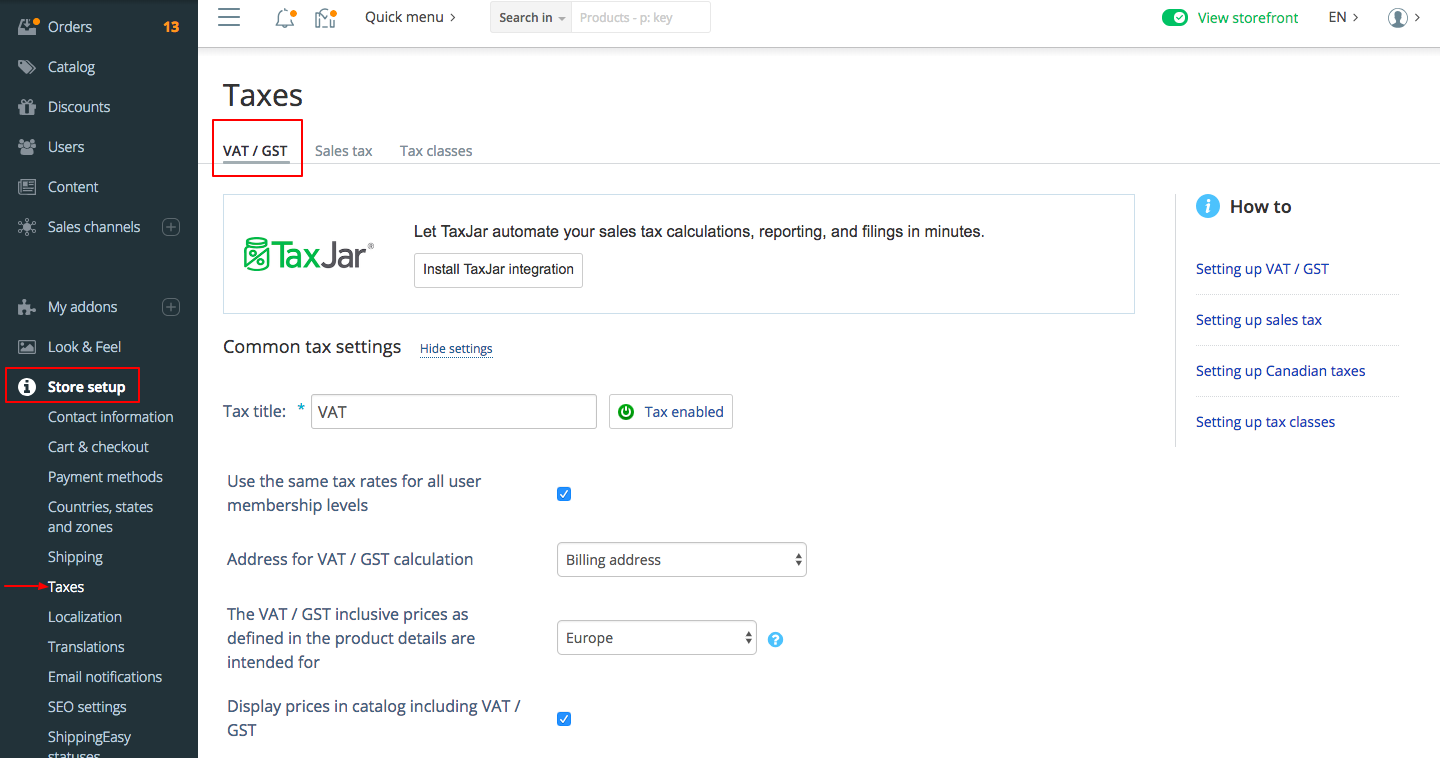 Orders 13
Catalog
Discounts
Users
Content
Sales channels
My addons
Look & Feel
Store setup
Contact information
Cart & checkout
Payment methods
Countries, states
and zones
Shipping
Taxes
Localization
Translations
Email notifications
SEO settings
ShippingEasy
statuses
Quick menu
Search in
Products - p: key
View storefront
EN
Taxes
VAT / GST
Sales tax
Tax classes
TaxJar®
Let TaxJar automate your sales tax calculations, reporting, and filings in minutes.
Install TaxJar integration
Common tax settings
Hide settings
Tax title: *
VAT
Tax enabled
Use the same tax rates for all user
membership levels
Address for VAT / GST calculation
Billing address
The VAT / GST inclusive prices as
defined in the product details are
intended for
Europe
?
Display prices in catalog including VAT /
GST
How to
Setting up VAT / GST
Setting up sales tax
Setting up Canadian taxes
Setting up tax classes